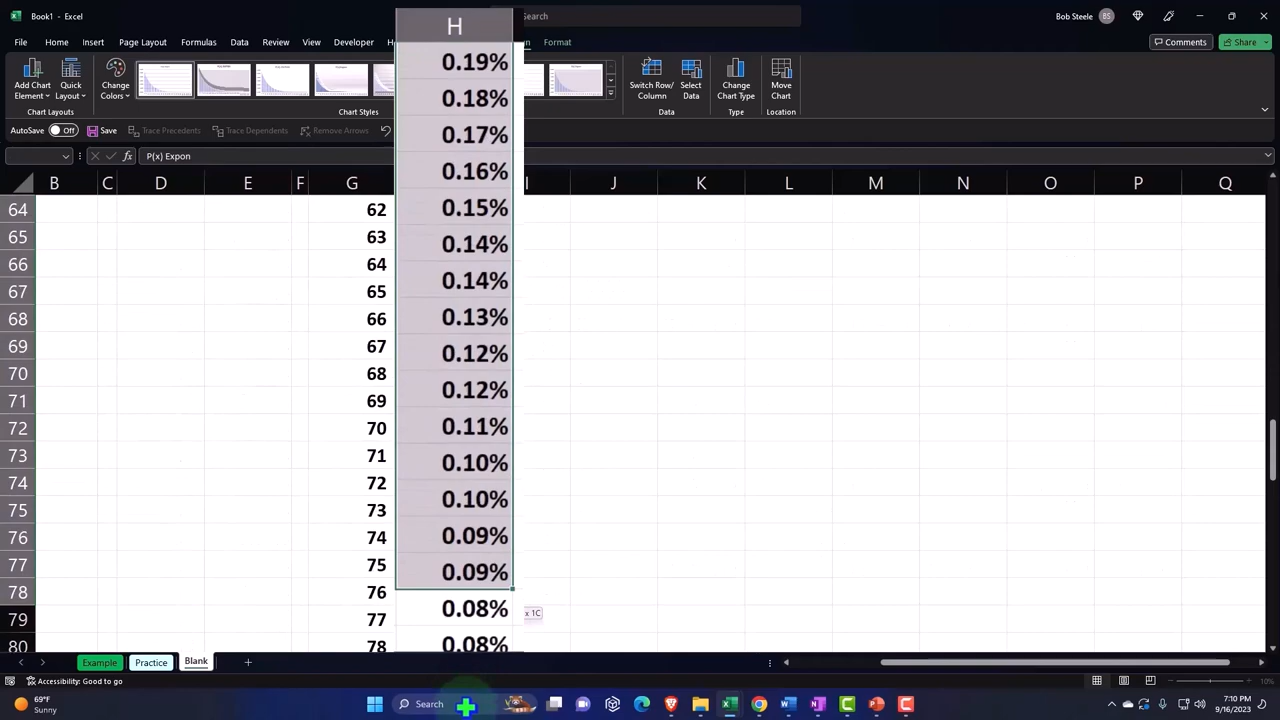 Book1 - Excel
Search
Bob Steele BS
Home Insert Page Layout Formulas Data Review View Developer H Format
Comments Share
Add Chart Element
Quick Layout
Change Colors
Switch Row/ Column
Select Data
Change Chart Type
Move Chart
Chart Layouts Chart Styles Data Type Location
AutoSave Off Save Trace Precedents Trace Dependents Remove Arrows
fx P(x) Expon
B C D E F G H I J K L M N O P Q
64 62 0.19%
65 63 0.18%
66 64 0.17%
67 65 0.16%
68 66 0.15%
69 67 0.14%
70 68 0.14%
71 69 0.13%
72 70 0.12%
73 71 0.12%
74 72 0.11%
75 73 0.10%
76 74 0.10%
77 75 0.09%
78 76 0.09%
79 77 0.08%
80 78 0.08%
x 1C
Example Practice Blank
Accessibility: Good to go
10%
69°F
Sunny
Search
7:10 PM
9/16/2023